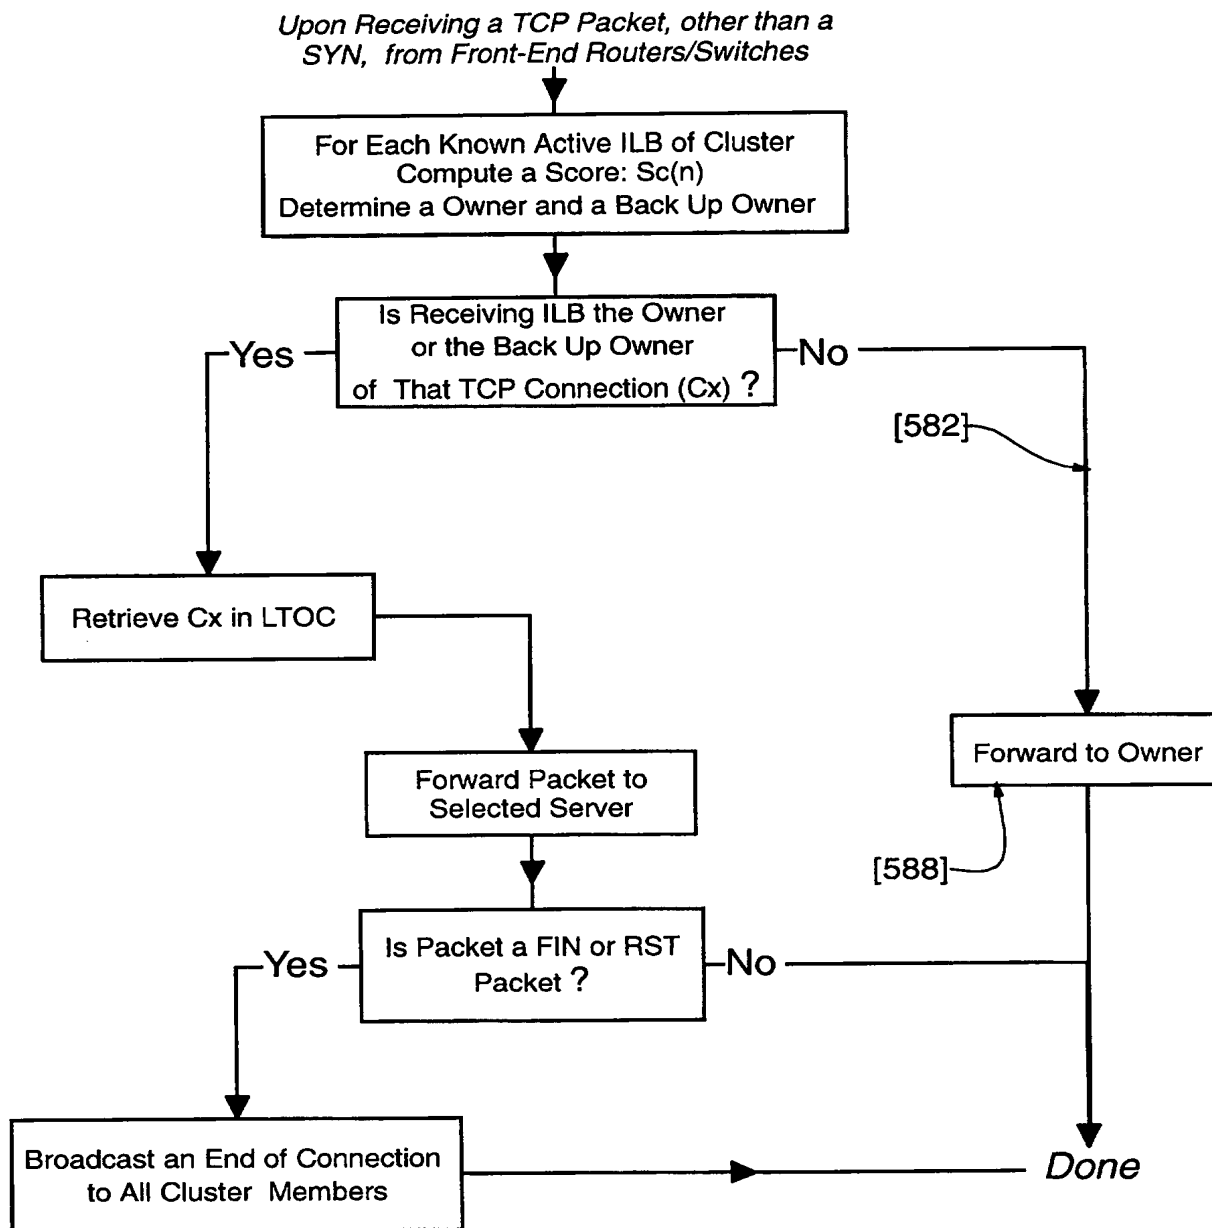 Upon Receiving a TCP Packet, other than a
SYN, from Front-End Routers/Switches
For Each Known Active ILB of Cluster
Compute a Score: Sc(n)
Determine a Owner and a Back Up Owner
Is Receiving ILB the Owner
or the Back Up Owner
of That TCP Connection (Cx) ?
Yes
No
[582]
Retrieve Cx in LTOC
Forward to Owner
Forward Packet to
Selected Server
[588]
Is Packet a FIN or RST
Packet ?
Yes
No
Broadcast an End of Connection
to All Cluster Members
Done